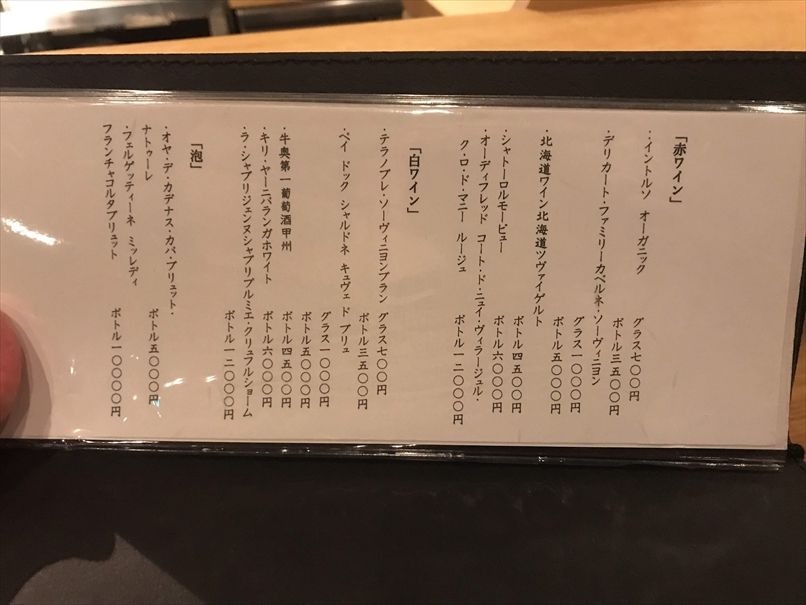 「赤ワイン」
・イントルソ オーガニック
グラス七〇〇円
ボトル三五〇〇円
・デリカート・ファミリーカベルネ・ソーヴィニヨン
グラス一〇〇〇円
ボトル五〇〇〇円
・北海道ワイン北海道ツヴァイゲルト
ボトル四五〇〇円
・シャトーロルモーピュー
ボトル六〇〇〇円
・オーディフレッド コート・ド・ニュイ・ヴィラージュル・
ク・ロ・ド・マニー ルージュ
ボトル一二〇〇〇円
「白ワイン」
・テラノブレ・ソーヴィニヨンブラン グラス七〇〇円
ボトル三五〇〇円
・ペイ ドック シャルドネ キュヴェ ド ブリュ
グラス一〇〇〇円
ボトル五〇〇〇円
・牛奥第一葡萄酒甲州
ボトル四五〇〇円
・キリ・ヤーニパランガホワイト
ボトル六〇〇〇円
・ラ・シャブリジェンヌシャブリプルミエ・クリュフルショーム
ボトル一二〇〇〇円
「泡」
・オヤ・デ・カデナス・カバ・ブリュット・
ナトゥーレ
ボトル五〇〇〇円
・フェルゲッティーネ ミッレディ
フランチャコルタブリュット
ボトル一〇〇〇〇円